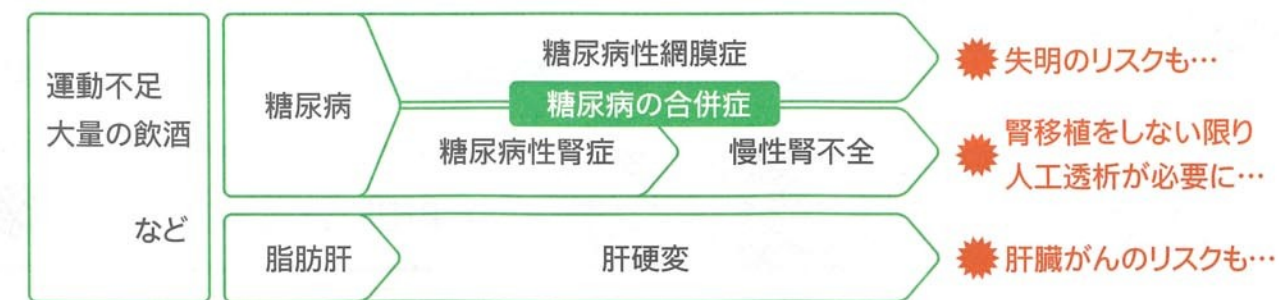 運動不足
大量の飲酒
など
糖尿病
糖尿病性網膜症
糖尿病の合併症
糖尿病性腎症
慢性腎不全
失明のリスクも…
腎移植をしない限り
人工透析が必要に…
脂肪肝
肝硬変
肝臓がんのリスクも…